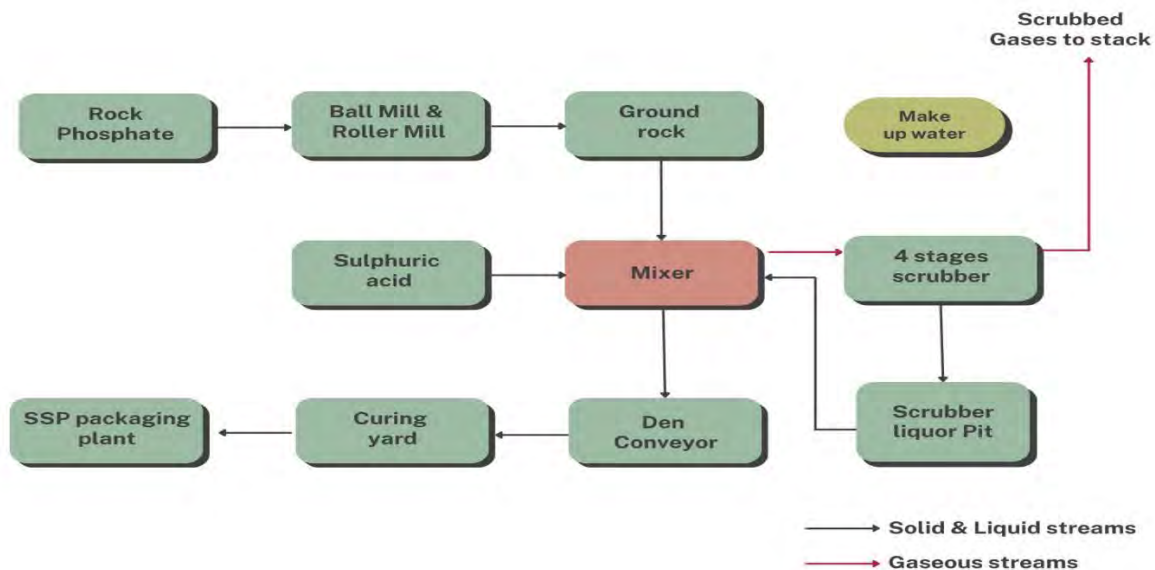 Scrubbed
Gases to stack
Rock
Phosphate
Ball Mill &
Roller Mill
Ground
rock
Make
up water
Sulphuric
acid
Mixer
4 stages
scrubber
SSP packaging
plant
Curing
yard
Den
Conveyor
Scrubber
liquor Pit
Solid & Liquid streams
Gaseous streams